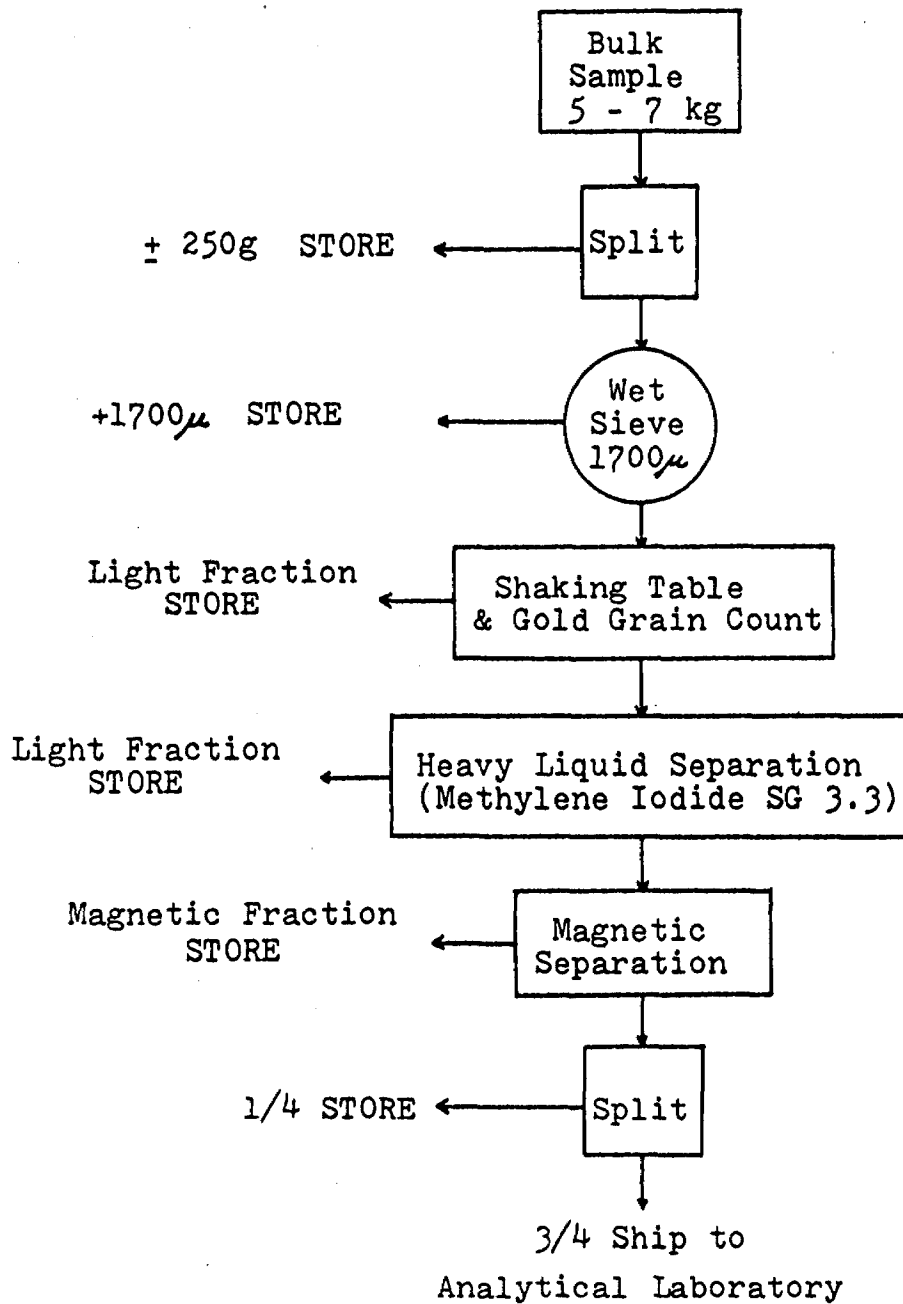 Bulk
Sample
5 - 7 kg
± 250g STORE
Split
+1700μ STORE
Wet
Sieve
1700μ
Light Fraction
STORE
Shaking Table
& Gold Grain Count
Light Fraction
STORE
Heavy Liquid Separation
(Methylene Iodide SG 3.3)
Magnetic Fraction
STORE
Magnetic
Separation
1/4 STORE
Split
3/4 Ship to
Analytical Laboratory